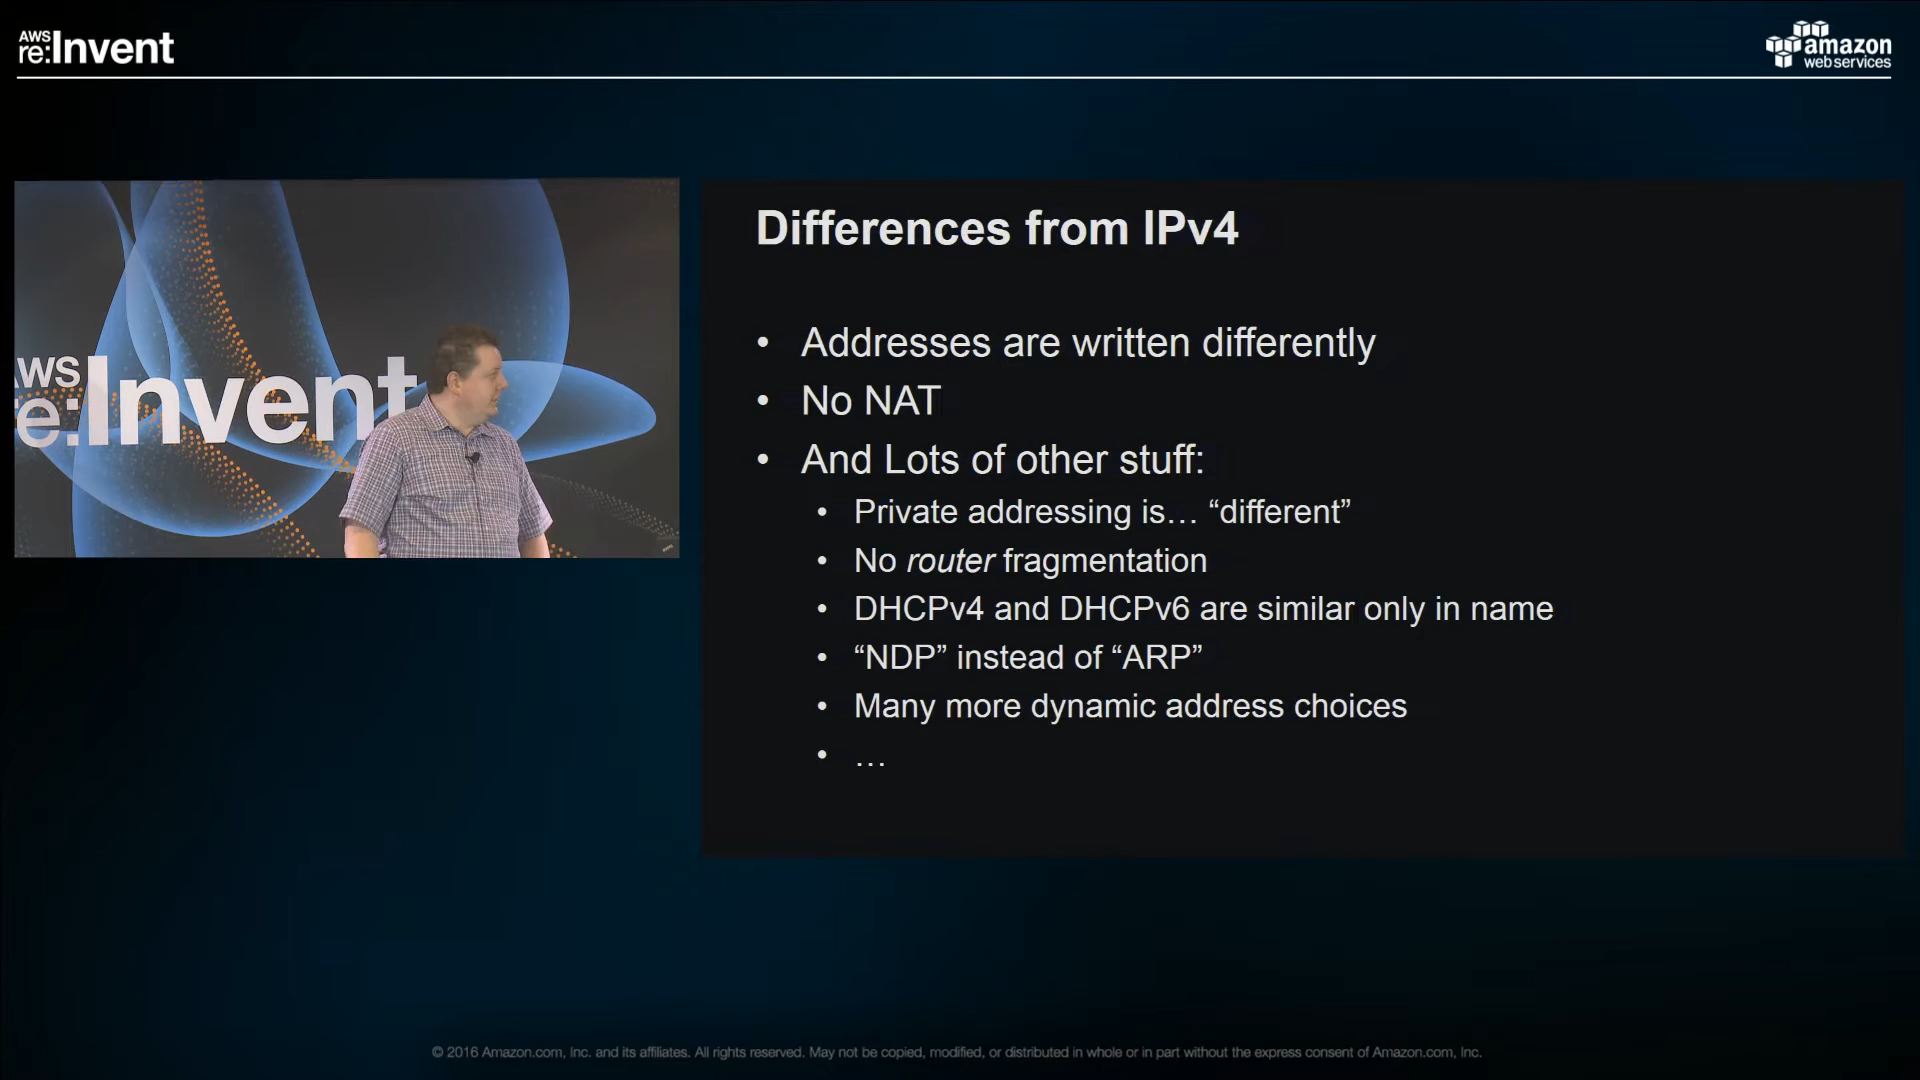 AWS
re:Invent
amazon
webservices
AWS
re:Invent
Differences from IPv4
• Addresses are written differently
• No NAT
• And Lots of other stuff:
• Private addressing is… “different”
• No router fragmentation
• DHCPv4 and DHCPv6 are similar only in name
• “NDP” instead of “ARP”
• Many more dynamic address choices
• …
© 2016 Amazon.com, Inc. and its affiliates. All rights reserved. May not be copied, modified, or distributed in whole or in part without the express consent of Amazon.com, Inc.